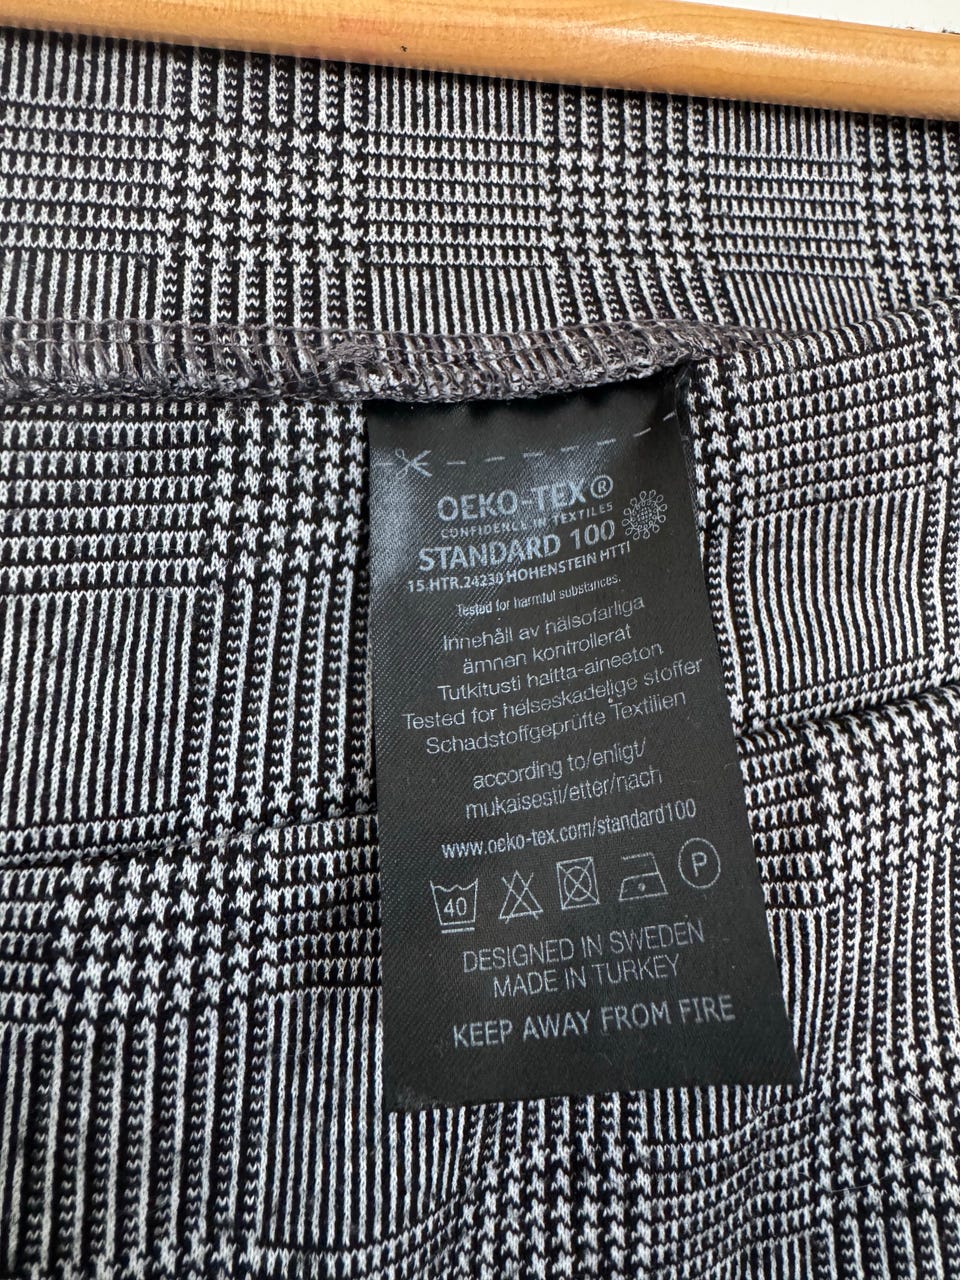 OEKO-TEX®
CONFIDENCE IN TEXTILES
STANDARD 100
15.HTR.24230 HOHENSTEIN HTTI
Tested for harmful substances.
Innehåll av hälsofarliga
ämnen kontrollerat
Tutkitusti haitta-aineeton
Tested for helseskadelige stoffer
Schadstoffgeprüfte Textilien
according to/enligt/
mukaisesti/etter/nach
www.oeko-tex.com/standard100
40 P
DESIGNED IN SWEDEN
MADE IN TURKEY
KEEP AWAY FROM FIRE